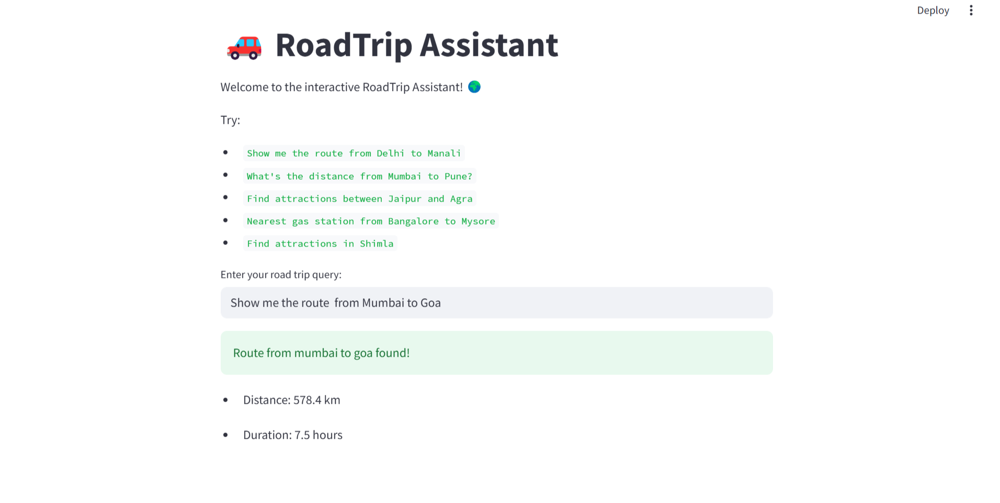 Deploy
RoadTrip Assistant
Welcome to the interactive RoadTrip Assistant!
Try:
Show me the route from Delhi to Manali
What's the distance from Mumbai to Pune?
Find attractions between Jaipur and Agra
Nearest gas station from Bangalore to Mysore
Find attractions in Shimla
Enter your road trip query:
Show me the route  from Mumbai to Goa
Route from mumbai to goa found!
Distance: 578.4 km
Duration: 7.5 hours